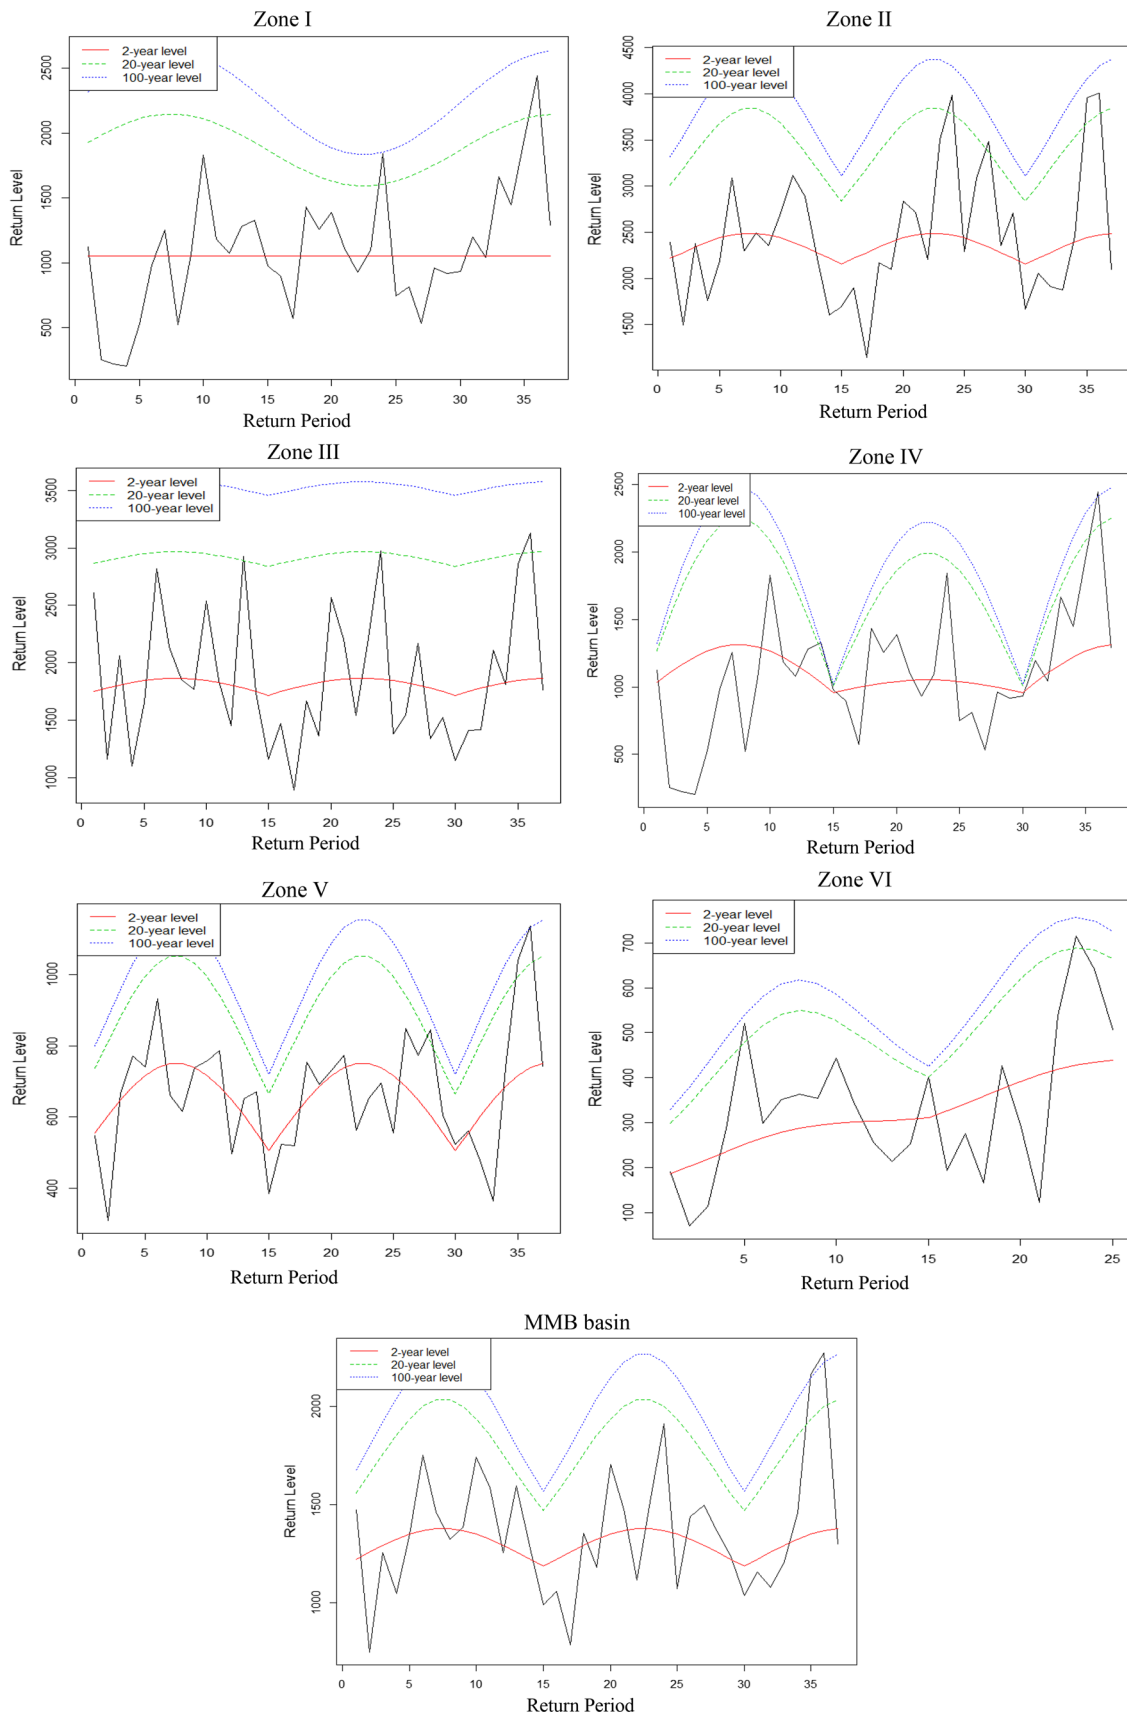 Zone I
2-year level
20-year level
100-year level
Return Level
500 1000 1500 2000 2500
0 5 10 15 20 25 30 35
Return Period
Zone II
2-year level
20-year level
100-year level
Return Level
1500 2000 2500 3000 3500 4000 4500
0 5 10 15 20 25 30 35
Return Period
Zone III
2-year level
20-year level
100-year level
Return Level
1000 1500 2000 2500 3000 3500
0 5 10 15 20 25 30 35
Return Period
Zone IV
2-year level
20-year level
100-year level
Return Level
500 1000 1500 2000 2500
0 5 10 15 20 25 30 35
Return Period
Zone V
2-year level
20-year level
100-year level
Return Level
400 600 800 1000
0 5 10 15 20 25 30 35
Return Period
Zone VI
2-year level
20-year level
100-year level
Return Level
100 200 300 400 500 600 700
5 10 15 20 25
Return Period
MMB basin
2-year level
20-year level
100-year level
Return Level
1000 1500 2000
0 5 10 15 20 25 30 35
Return Period